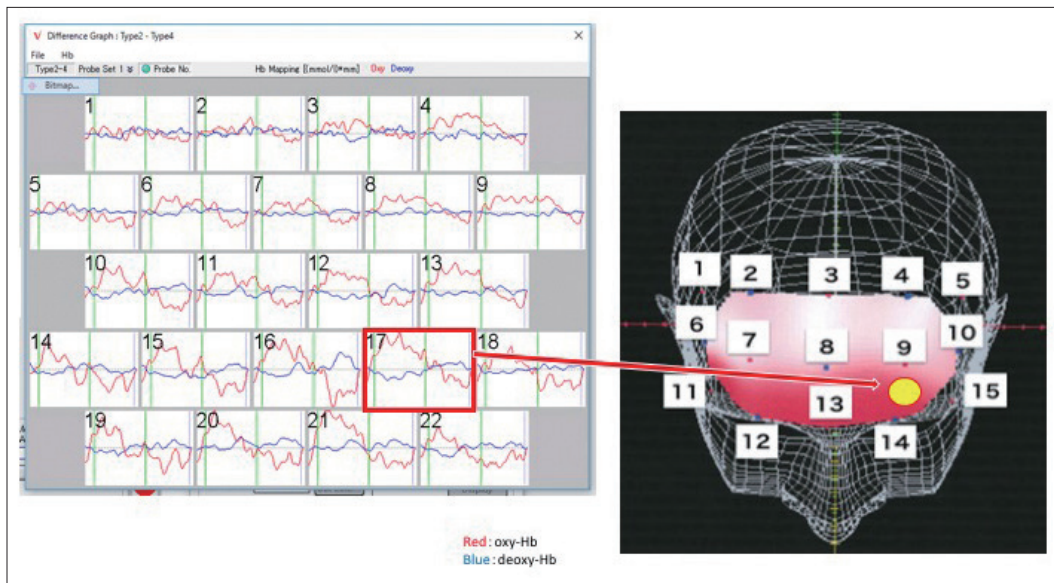 V Difference Graph : Type2 - Type4
File Hb
Type2-4 Probe Set 1 Probe No. Hb Mapping [(mmol/l)*mm] Oxy Deoxy
Bitmap...
1 2 3 4
5 6 7 8 9
10 11 12 13
14 15 16 17 18
19 20 21 22
1 2 3 4 5
6 7 8 9 10
11 13 15
12 14
Red : oxy-Hb
Blue : deoxy-Hb